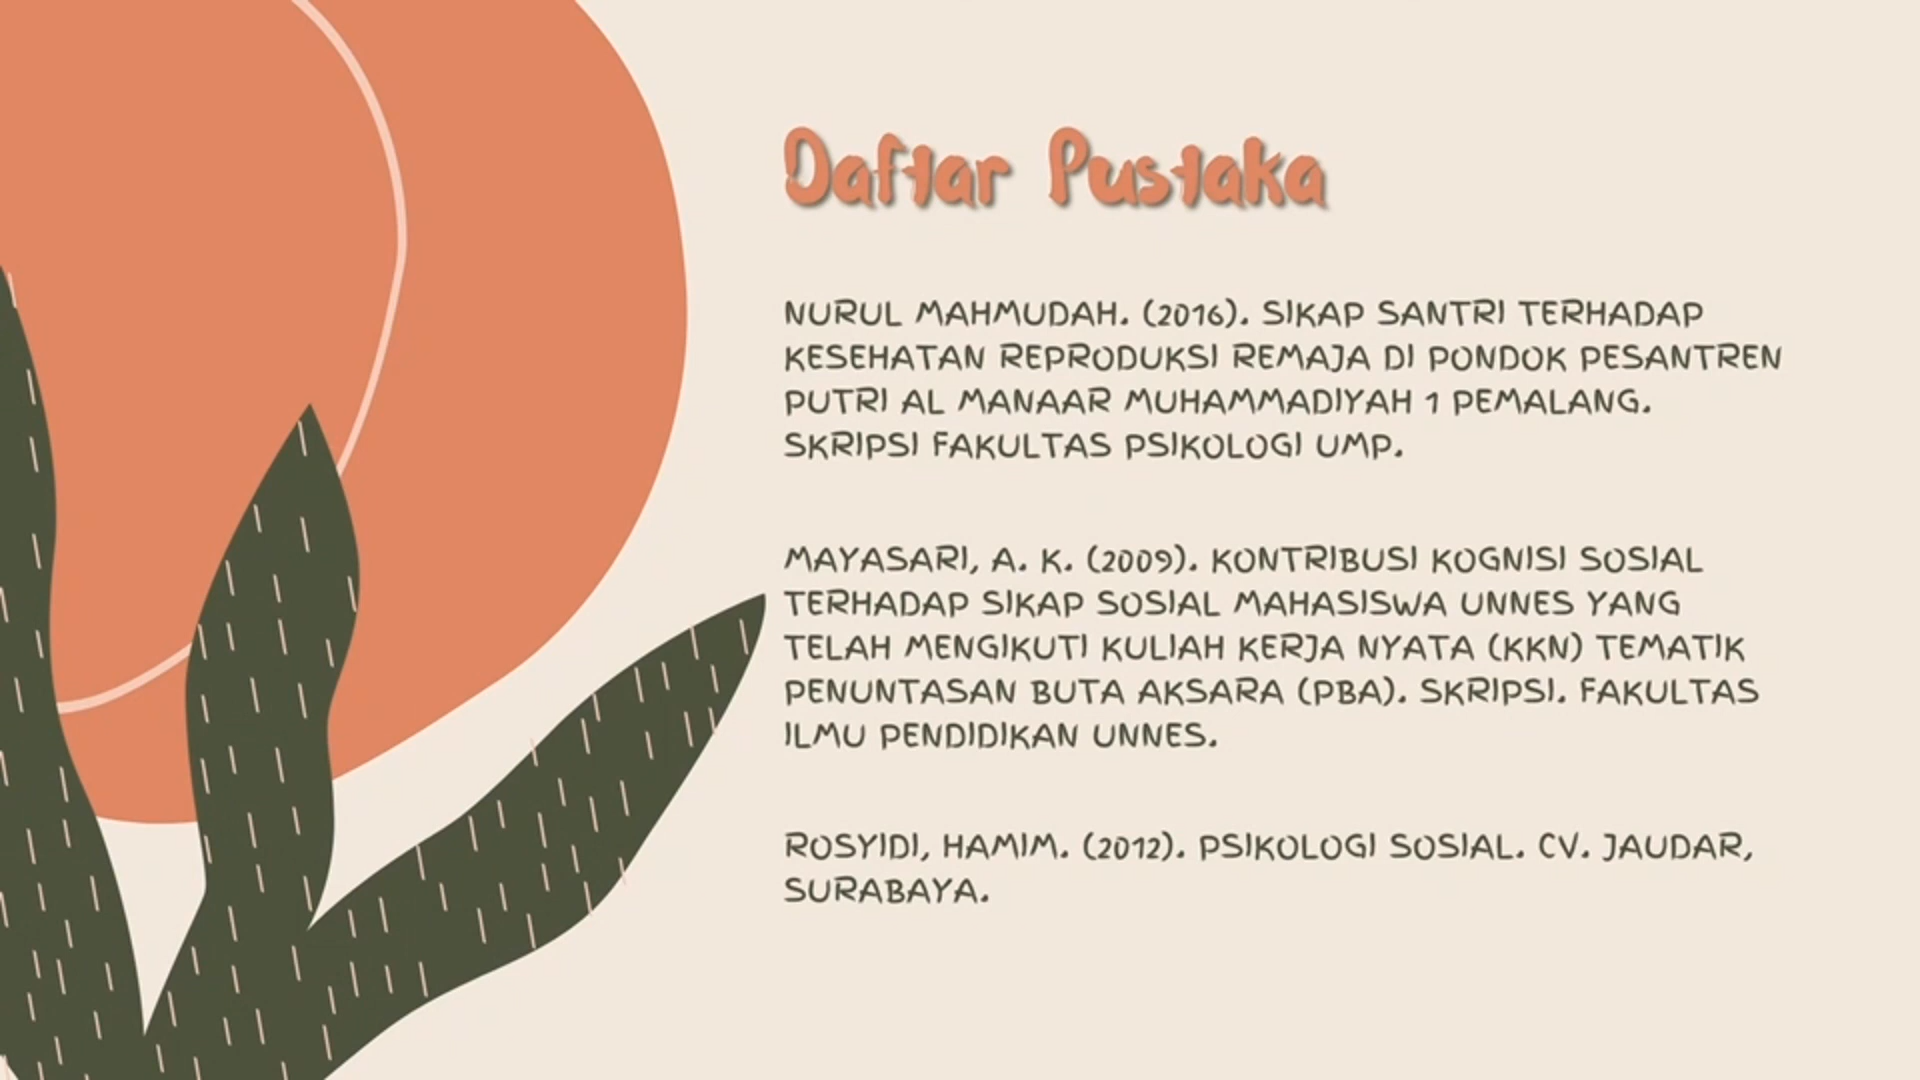 Daftar Pustaka
NURUL MAHMUDAH. (2016). SIKAP SANTRI TERHADAP
KESEHATAN REPRODUKSI REMAJA DI PONDOK PESANTREN
PUTRI AL MANAAR MUHAMMADIYAH 1 PEMALANG.
SKRIPSI FAKULTAS PSIKOLOGI UMP.
MAYASARI, A. K. (2009). KONTRIBUSI KOGNISI SOSIAL
TERHADAP SIKAP SOSIAL MAHASISWA UNNES YANG
TELAH MENGIKUTI KULIAH KERJA NYATA (KKN) TEMATIK
PENUNTASAN BUTA AKSARA (PBA). SKRIPSI. FAKULTAS
ILMU PENDIDIKAN UNNES.
ROSYIDI, HAMIM. (2012). PSIKOLOGI SOSIAL. CV. JAUDAR,
SURABAYA.